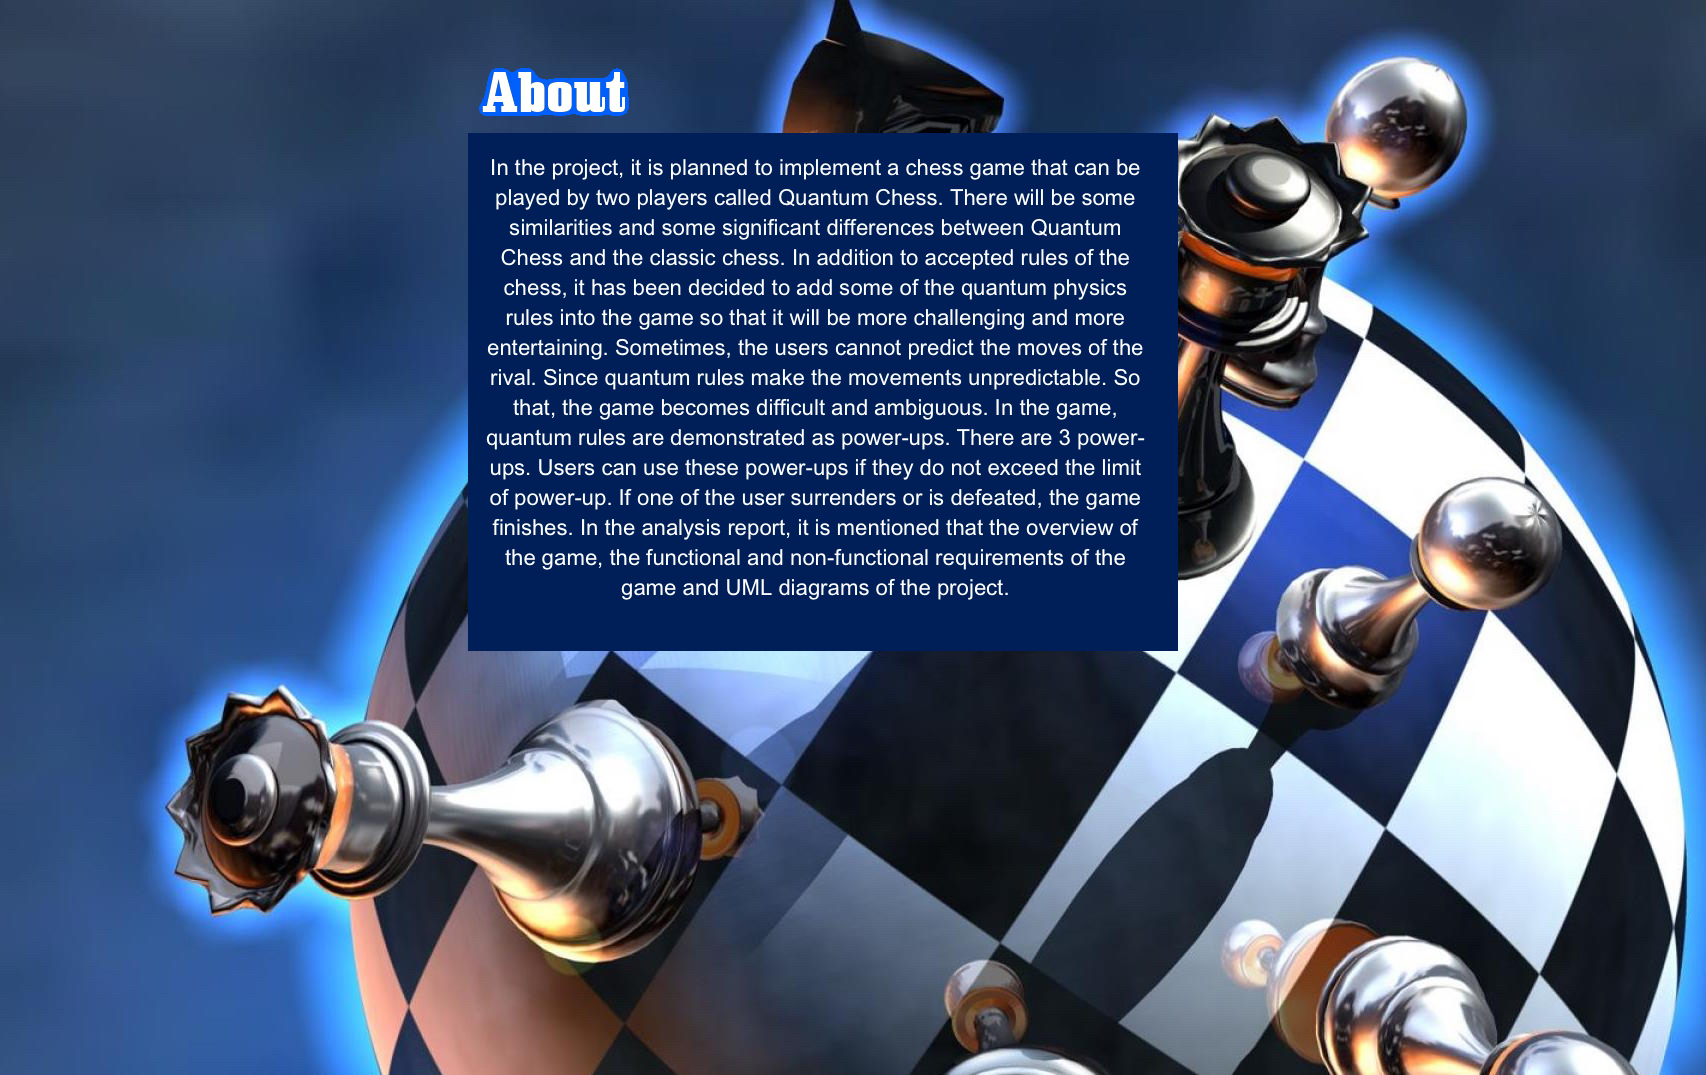 About
In the project, it is planned to implement a chess game that can be
played by two players called Quantum Chess. There will be some
similarities and some significant differences between Quantum
Chess and the classic chess. In addition to accepted rules of the
chess, it has been decided to add some of the quantum physics
rules into the game so that it will be more challenging and more
entertaining. Sometimes, the users cannot predict the moves of the
rival. Since quantum rules make the movements unpredictable. So
that, the game becomes difficult and ambiguous. In the game,
quantum rules are demonstrated as power-ups. There are 3 power-
ups. Users can use these power-ups if they do not exceed the limit
of power-up. If one of the user surrenders or is defeated, the game
finishes. In the analysis report, it is mentioned that the overview of
the game, the functional and non-functional requirements of the
game and UML diagrams of the project.